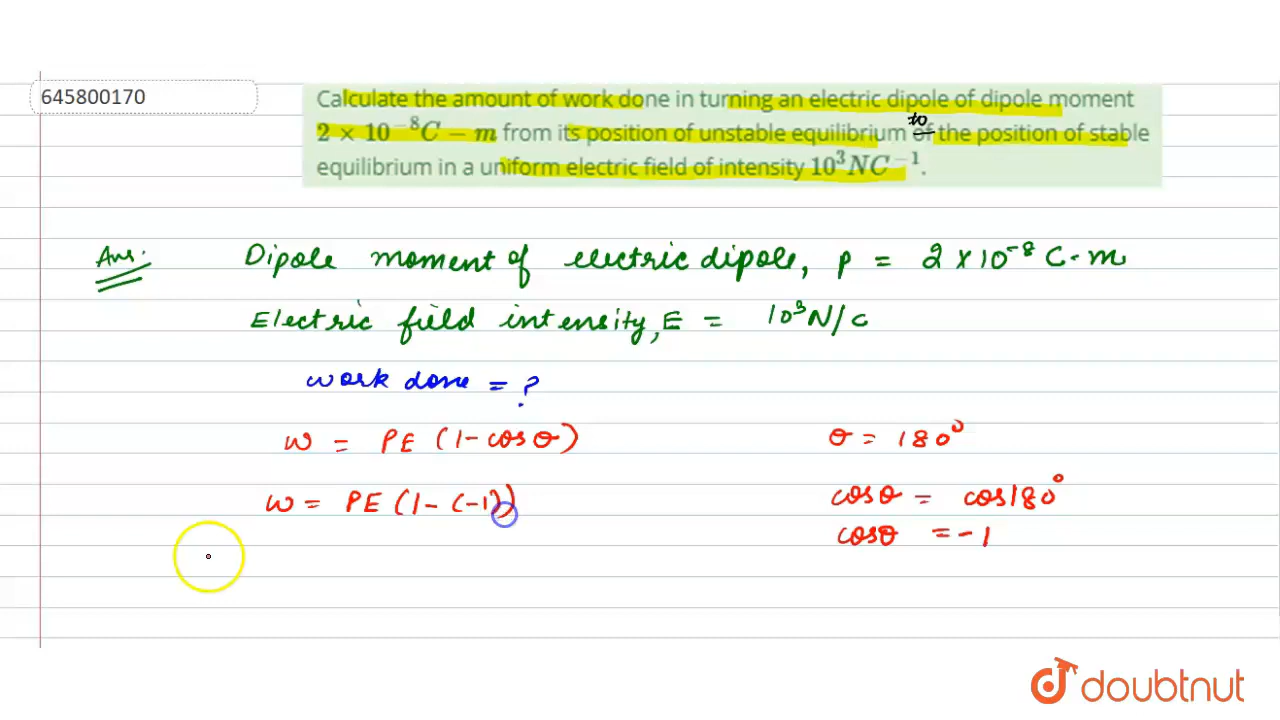 645800170
Calculate the amount of work done in turning an electric dipole of dipole moment
2 × 10⁻⁸C − m from its position of unstable equilibrium of the position of stable
to
equilibrium in a uniform electric field of intensity 10³NC⁻¹.
Ans:
Dipole moment of electric dipole, P = 2 × 10⁻⁸ C.m
Electric field intensity, E = 10³N/C
work done = ?
W = PE (1 - cosθ)
θ = 180°
W = PE (1 - (-1))
cosθ = cos180°
cosθ = -1
doubtnut